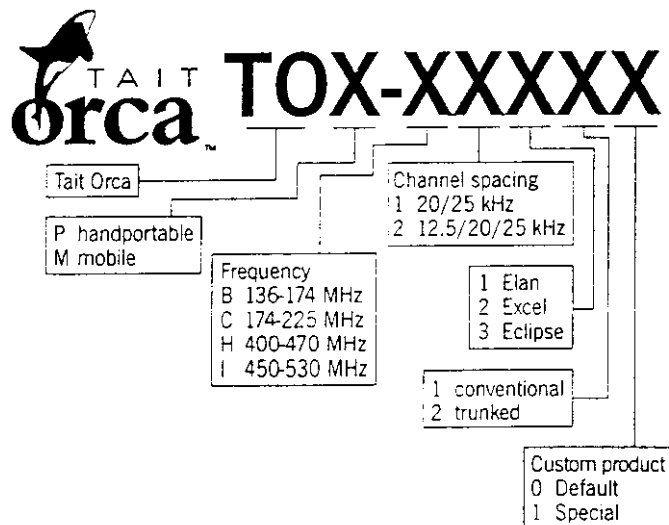 TAIT
orca™
TOX-XXXXX
Tait Orca
P handportable
M mobile
Frequency
B 136-174 MHz
C 174-225 MHz
H 400-470 MHz
I 450-530 MHz
Channel spacing
1 20/25 kHz
2 12.5/20/25 kHz
1 Elan
2 Excel
3 Eclipse
1 conventional
2 trunked
Custom product
0 Default
1 Special